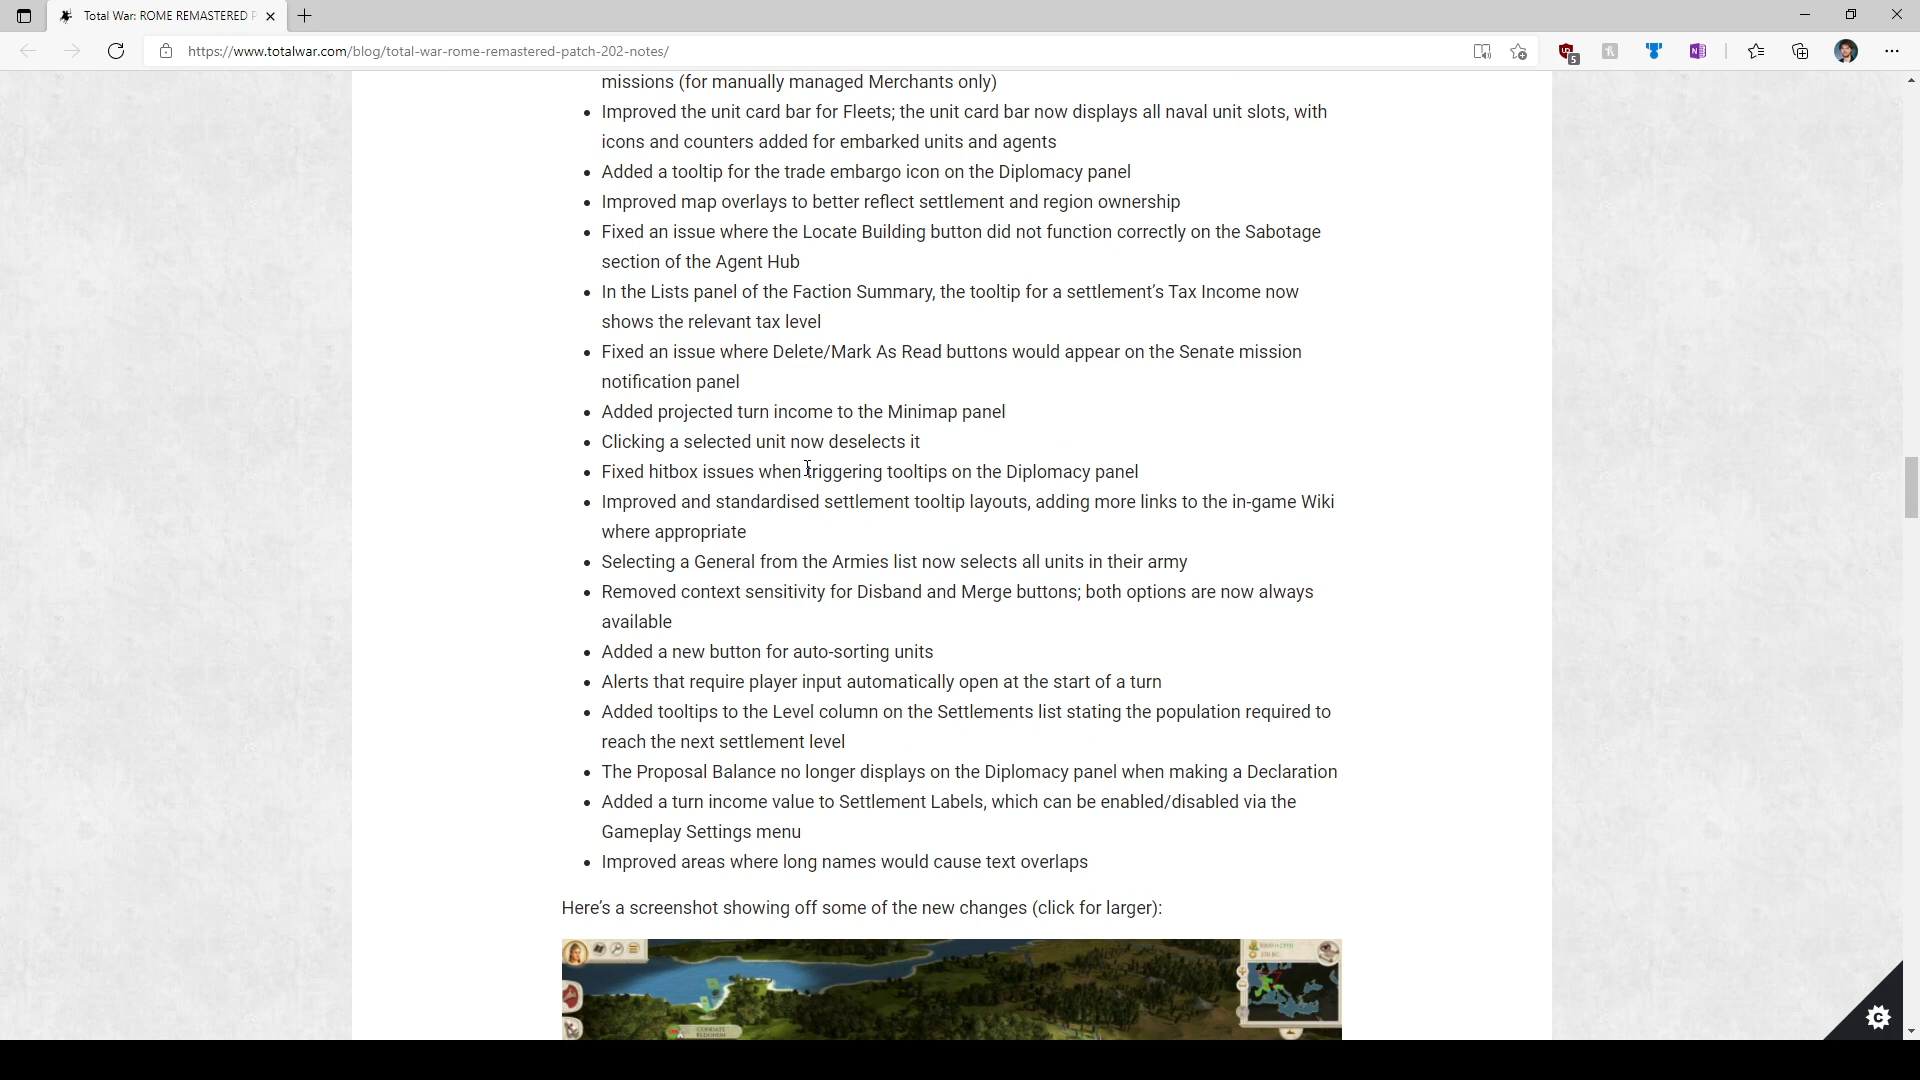 Total War: ROME REMASTERED P
https://www.totalwar.com/blog/total-war-rome-remastered-patch-202-notes/
5
missions (for manually managed Merchants only)
• Improved the unit card bar for Fleets; the unit card bar now displays all naval unit slots, with
icons and counters added for embarked units and agents
• Added a tooltip for the trade embargo icon on the Diplomacy panel
• Improved map overlays to better reflect settlement and region ownership
• Fixed an issue where the Locate Building button did not function correctly on the Sabotage
section of the Agent Hub
• In the Lists panel of the Faction Summary, the tooltip for a settlement’s Tax Income now
shows the relevant tax level
• Fixed an issue where Delete/Mark As Read buttons would appear on the Senate mission
notification panel
• Added projected turn income to the Minimap panel
• Clicking a selected unit now deselects it
• Fixed hitbox issues when triggering tooltips on the Diplomacy panel
• Improved and standardised settlement tooltip layouts, adding more links to the in-game Wiki
where appropriate
• Selecting a General from the Armies list now selects all units in their army
• Removed context sensitivity for Disband and Merge buttons; both options are now always
available
• Added a new button for auto-sorting units
• Alerts that require player input automatically open at the start of a turn
• Added tooltips to the Level column on the Settlements list stating the population required to
reach the next settlement level
• The Proposal Balance no longer displays on the Diplomacy panel when making a Declaration
• Added a turn income value to Settlement Labels, which can be enabled/disabled via the
Gameplay Settings menu
• Improved areas where long names would cause text overlaps
Here’s a screenshot showing off some of the new changes (click for larger):
270 BC